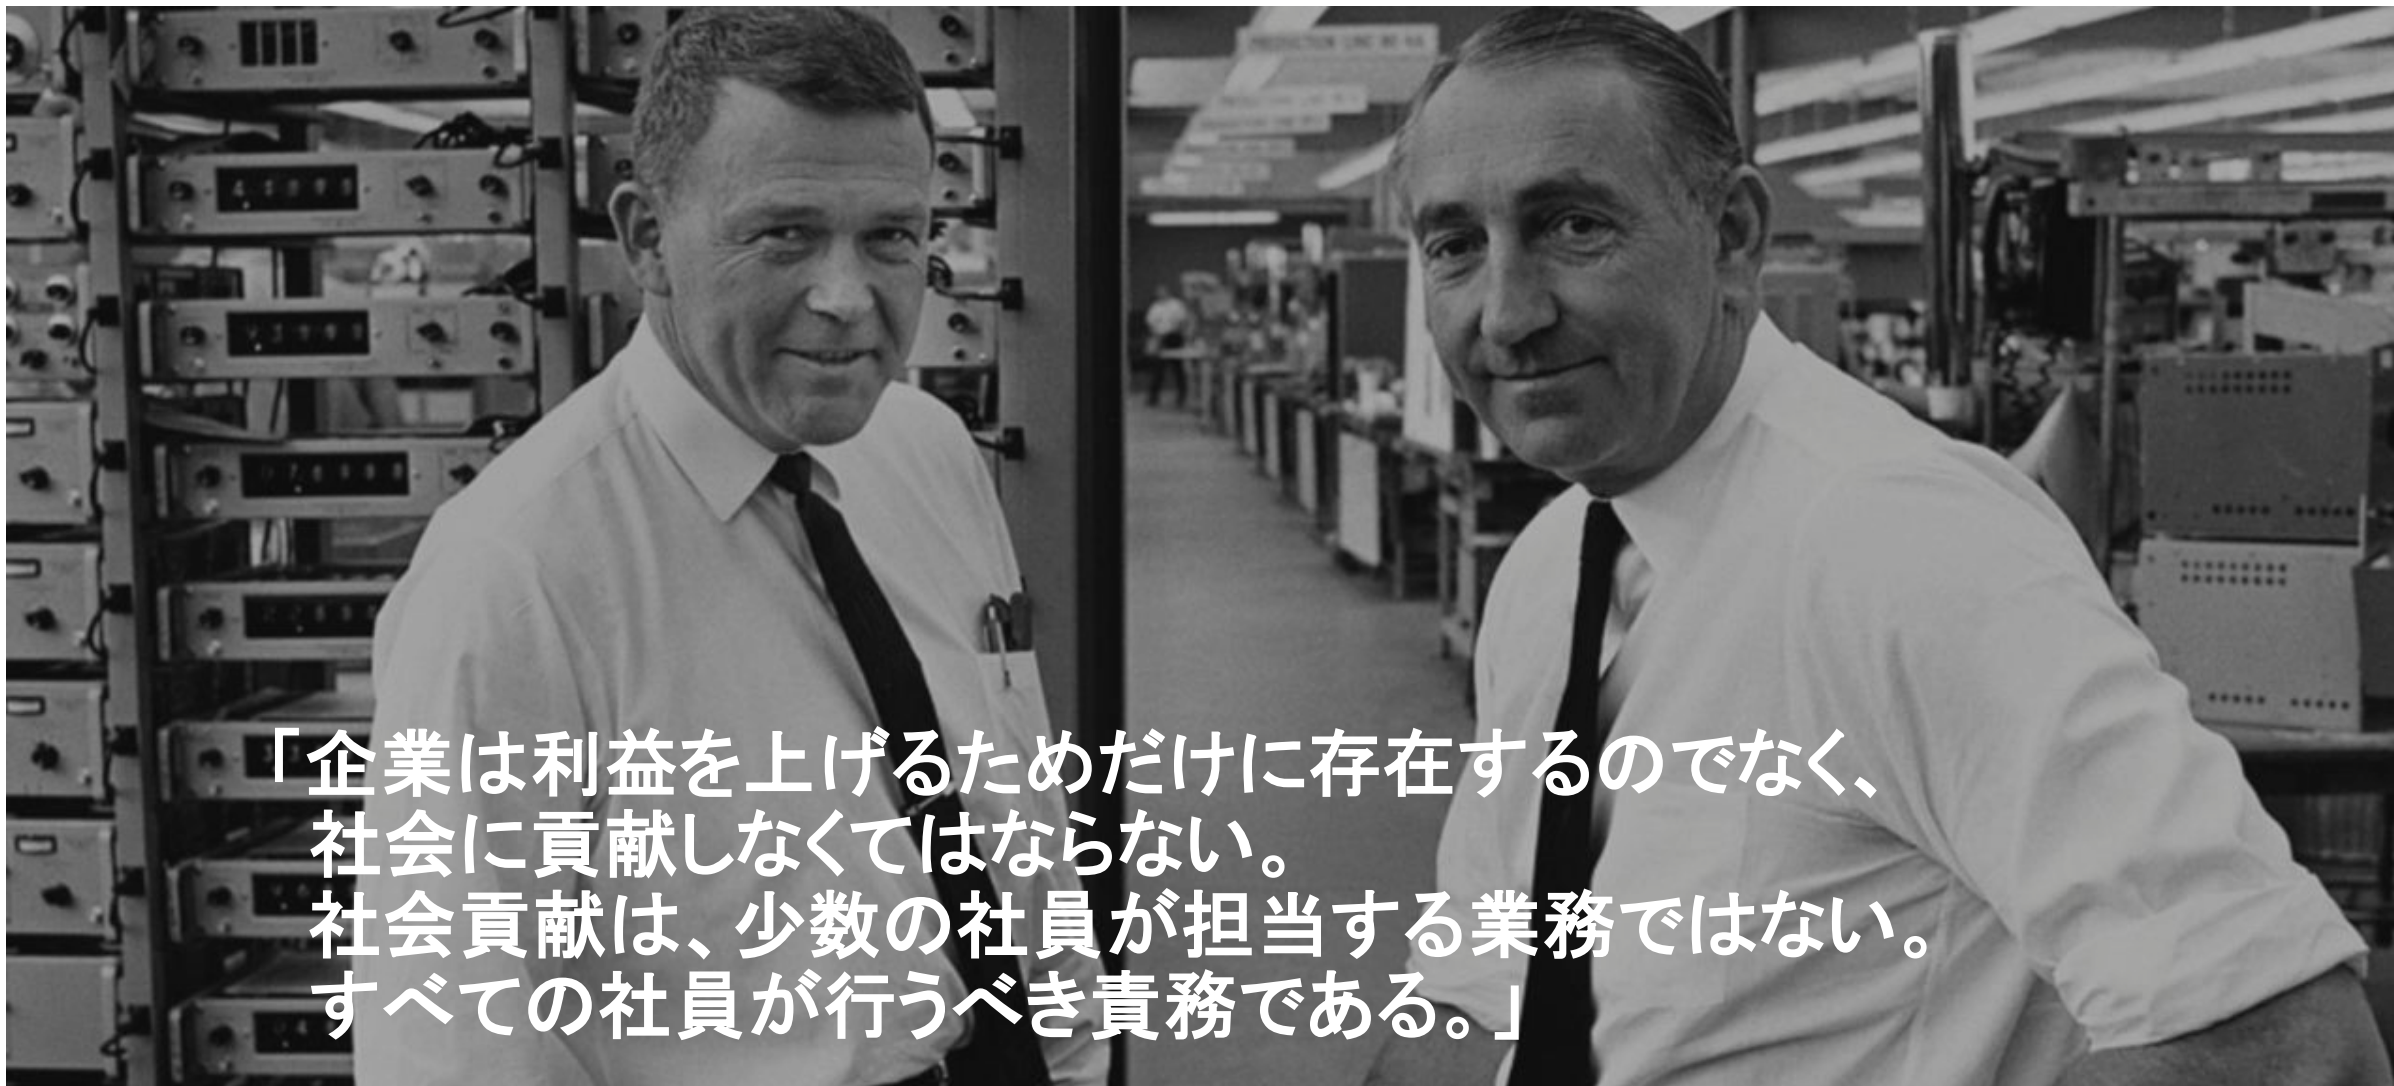 PRODUCTION LINE
「企業は利益を上げるためだけに存在するのでなく、
社会に貢献しなくてはならない。
社会貢献は、少数の社員が担当する業務ではない。
すべての社員が行うべき責務である。」